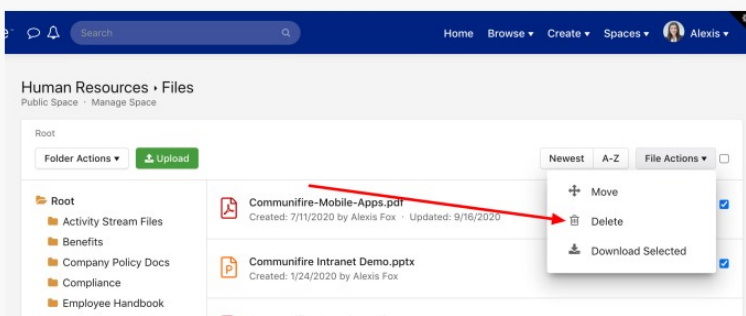 Search
Home Browse Create Spaces Alexis
Human Resources › Files
Public Space · Manage Space
Root
Folder Actions Upload Newest A-Z File Actions
Root
Activity Stream Files
Benefits
Company Policy Docs
Compliance
Employee Handbook
Communifire-Mobile-Apps.pdf
Created: 7/11/2020 by Alexis Fox · Updated: 9/16/2020
Communifire Intranet Demo.pptx
Created: 1/24/2020 by Alexis Fox
Move
Delete
Download Selected